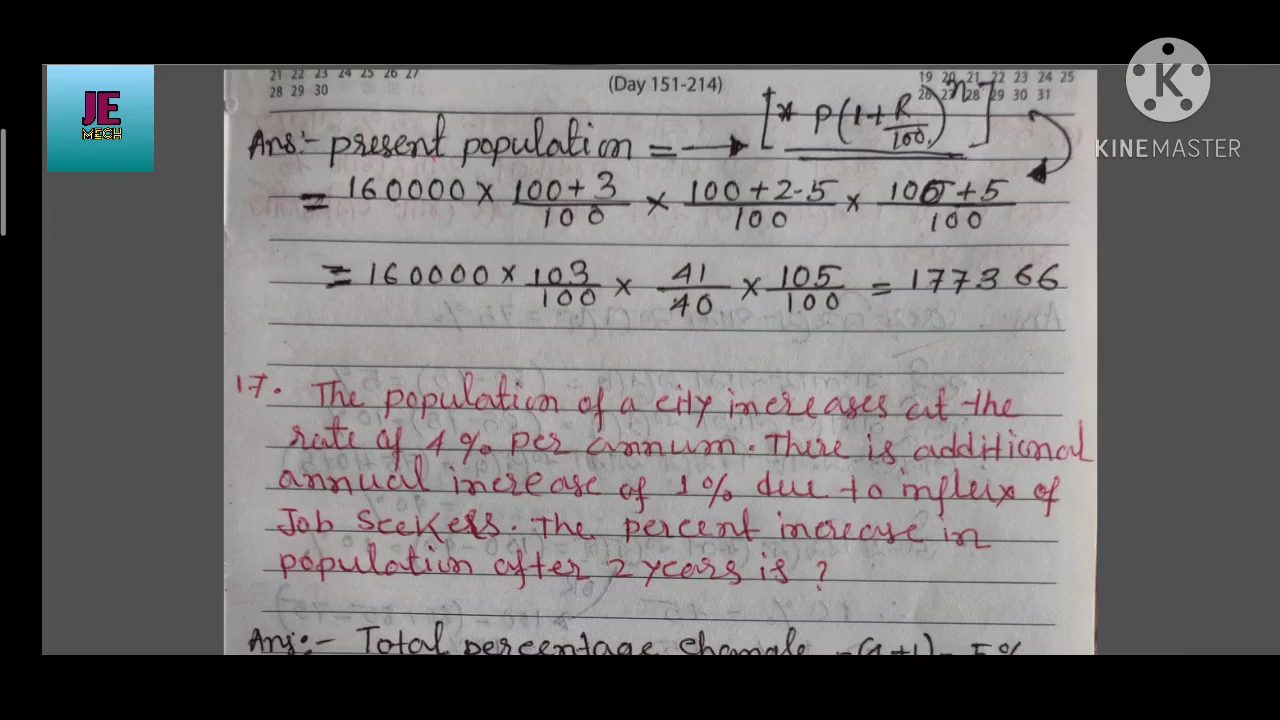 21 22 23 24 25 26 27
28 29 30
(Day 151-214)
19 20 21 22 23 24 25
26 27 28 29 30 31
JE
MECH
K
KINEMASTER
Ans:- present population = → [* P(1+R/100)^n]
= 160000 × 100+3/100 × 100+2.5/100 × 100+5/100
= 160000 × 103/100 × 41/40 × 105/100 = 177366
17. The population of a city increases at the
rate of 4% per annum. There is additional
annual increase of 1% due to influx of
Job Seekers. The percent increase in
population after 2 years is ?
Ans:- Total percentage